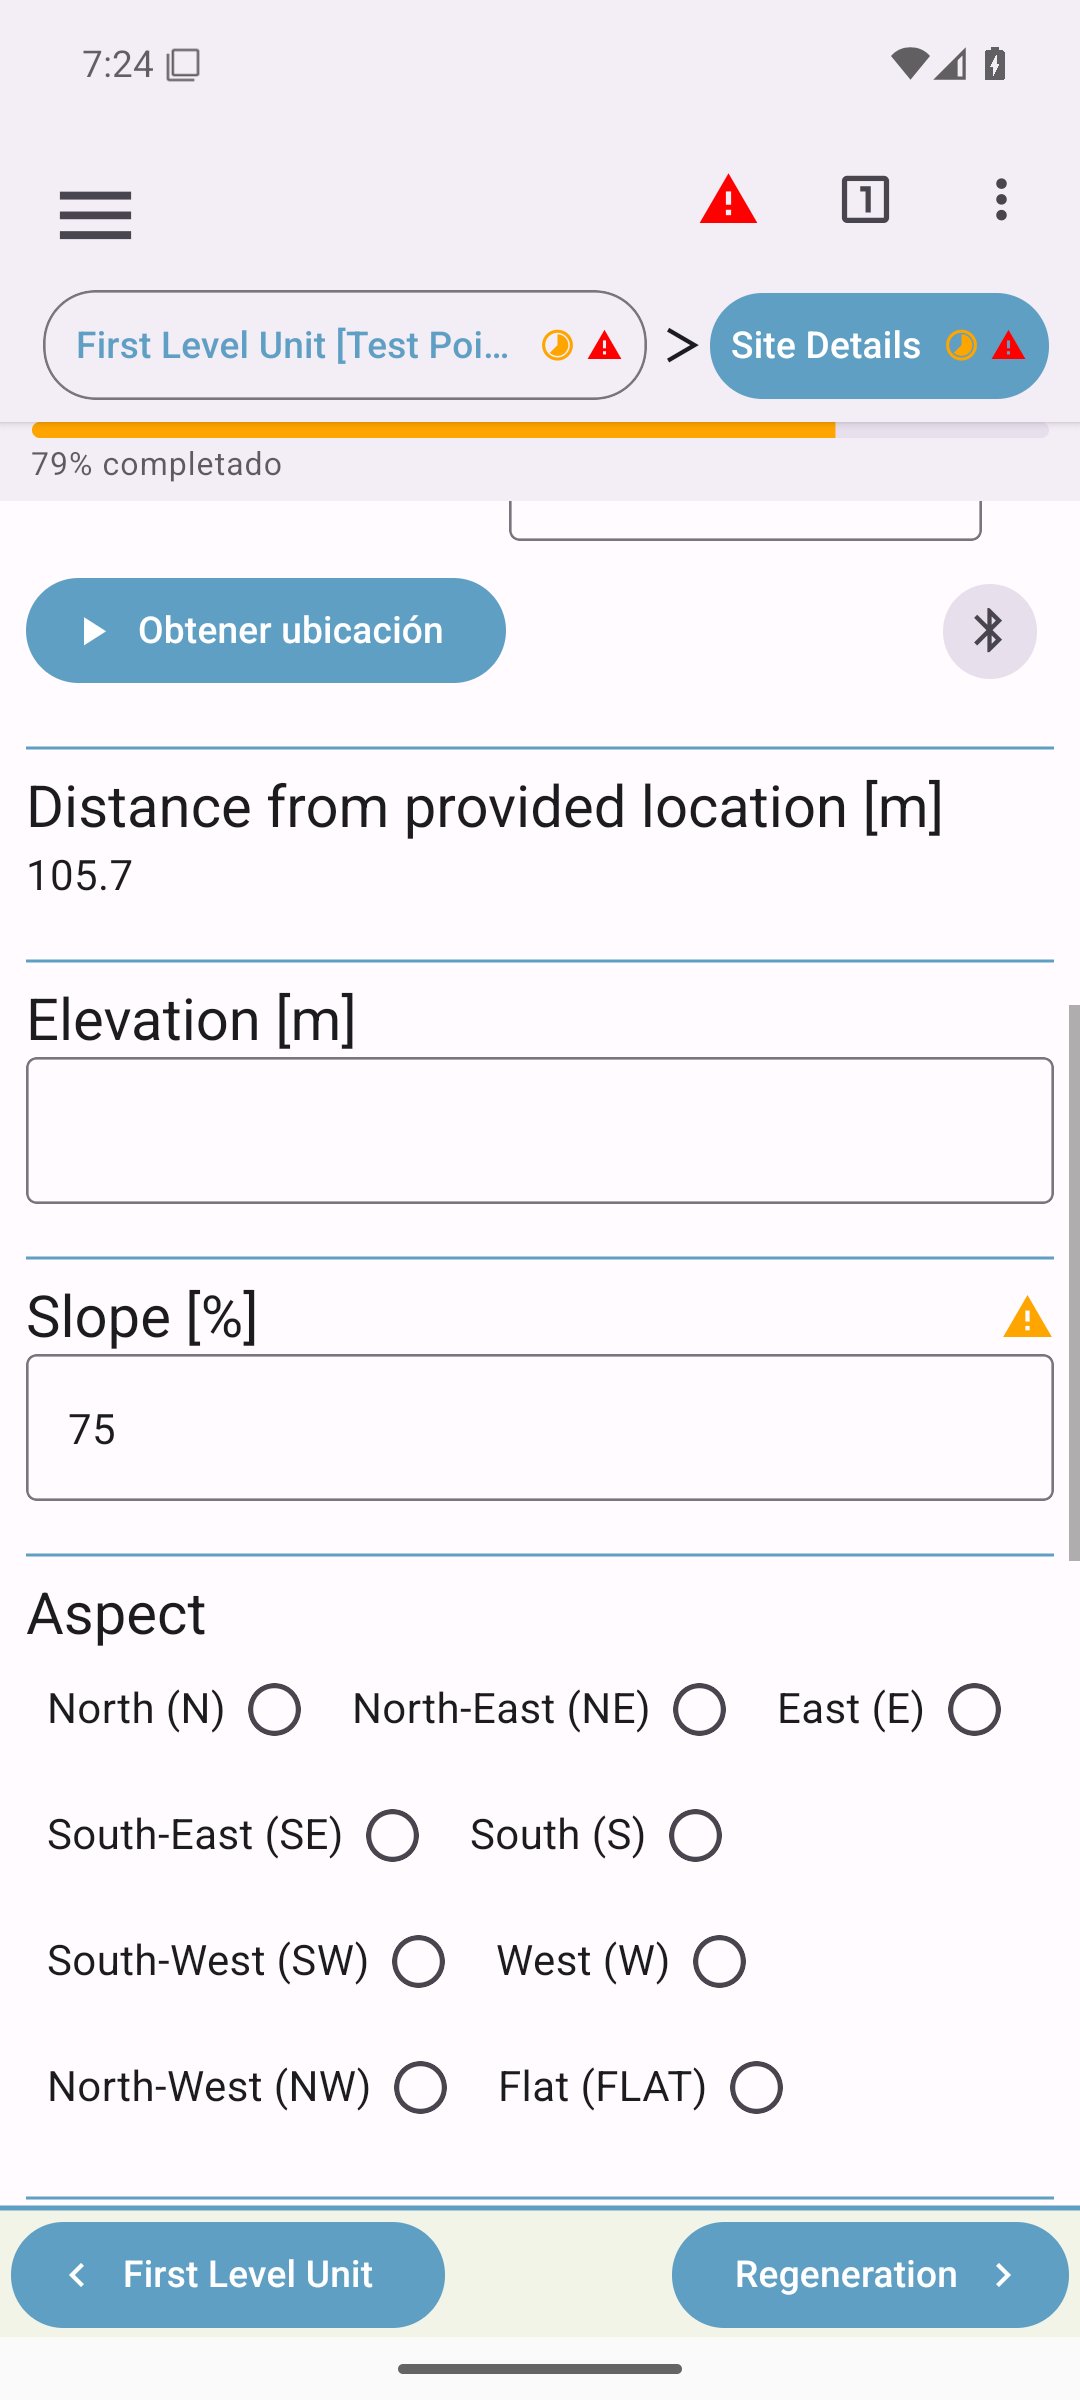 7:24
1
First Level Unit [Test Poi... > Site Details
79% completado
Obtener ubicación
Distance from provided location [m]
105.7
Elevation [m]
Slope [%]
75
Aspect
North (N) North-East (NE) East (E)
South-East (SE) South (S)
South-West (SW) West (W)
North-West (NW) Flat (FLAT)
First Level Unit Regeneration